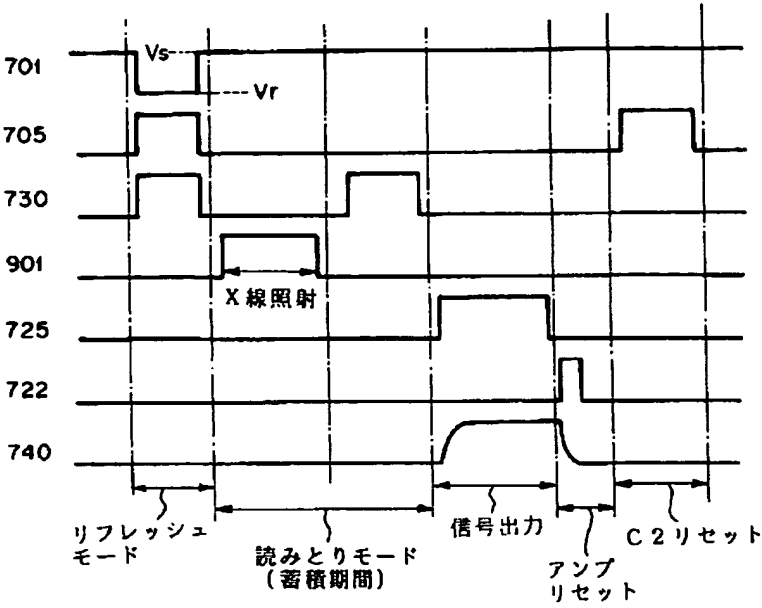 701
Vs
Vr
705
730
901
X線照射
725
722
740
リフレッシュ
モード
読みとりモード
(蓄積期間)
信号出力
アンプ
リセット
C2リセット